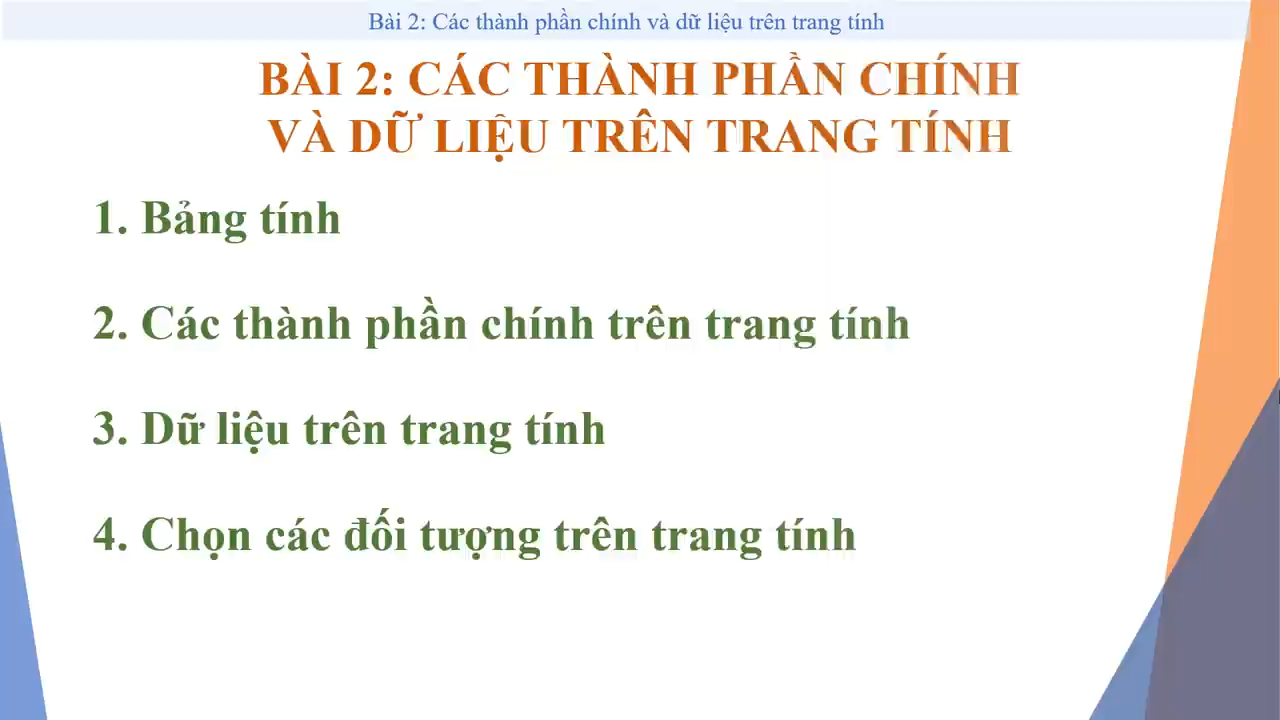 Bài 2: Các thành phần chính và dữ liệu trên trang tính
BÀI 2: CÁC THÀNH PHẦN CHÍNH
VÀ DỮ LIỆU TRÊN TRANG TÍNH
1. Bảng tính
2. Các thành phần chính trên trang tính
3. Dữ liệu trên trang tính
4. Chọn các đối tượng trên trang tính